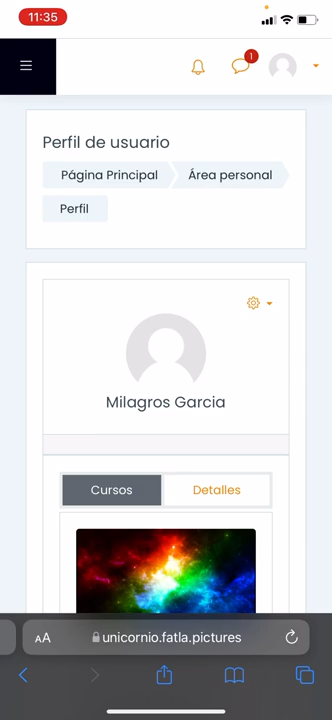 11:35
1
Perfil de usuario
Página Principal
Área personal
Perfil
Milagros Garcia
Cursos
Detalles
AA
unicornio.fatla.pictures